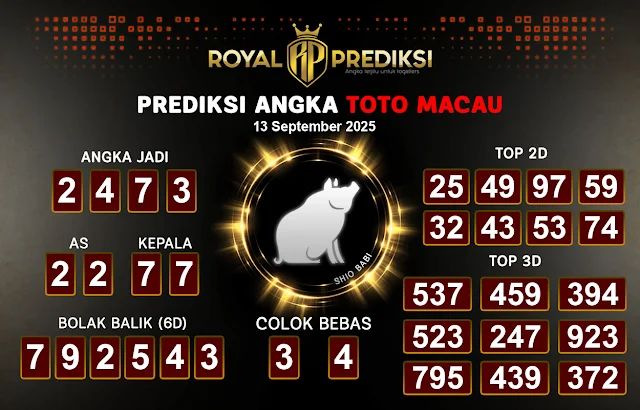 ROYAL RP PREDIKSI
Angka terjitu untuk togellers
PREDIKSI ANGKA TOTO MACAU
13 September 2025
ANGKA JADI
2 4 7 3
AS KEPALA
2 2 7 7
BOLAK BALIK (6D)
7 9 2 5 4 3
SHIO BABI
COLOK BEBAS
3 4
TOP 2D
25 49 97 59
32 43 53 74
TOP 3D
537 459 394
523 247 923
795 439 372